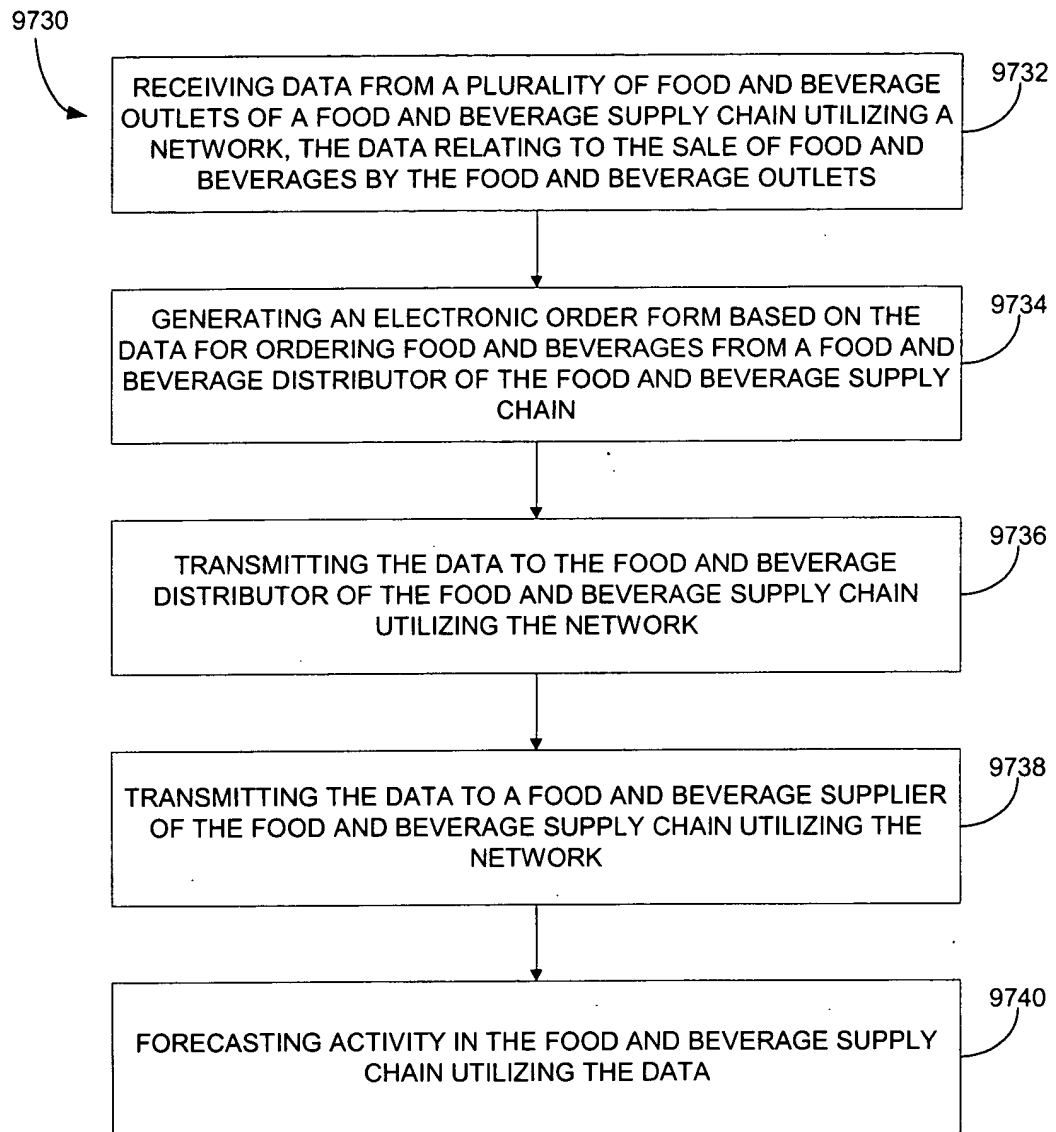 9730
RECEIVING DATA FROM A PLURALITY OF FOOD AND BEVERAGE
OUTLETS OF A FOOD AND BEVERAGE SUPPLY CHAIN UTILIZING A
NETWORK, THE DATA RELATING TO THE SALE OF FOOD AND
BEVERAGES BY THE FOOD AND BEVERAGE OUTLETS
9732
GENERATING AN ELECTRONIC ORDER FORM BASED ON THE
DATA FOR ORDERING FOOD AND BEVERAGES FROM A FOOD AND
BEVERAGE DISTRIBUTOR OF THE FOOD AND BEVERAGE SUPPLY
CHAIN
9734
TRANSMITTING THE DATA TO THE FOOD AND BEVERAGE
DISTRIBUTOR OF THE FOOD AND BEVERAGE SUPPLY CHAIN
UTILIZING THE NETWORK
9736
TRANSMITTING THE DATA TO A FOOD AND BEVERAGE SUPPLIER
OF THE FOOD AND BEVERAGE SUPPLY CHAIN UTILIZING THE
NETWORK
9738
FORECASTING ACTIVITY IN THE FOOD AND BEVERAGE SUPPLY
CHAIN UTILIZING THE DATA
9740